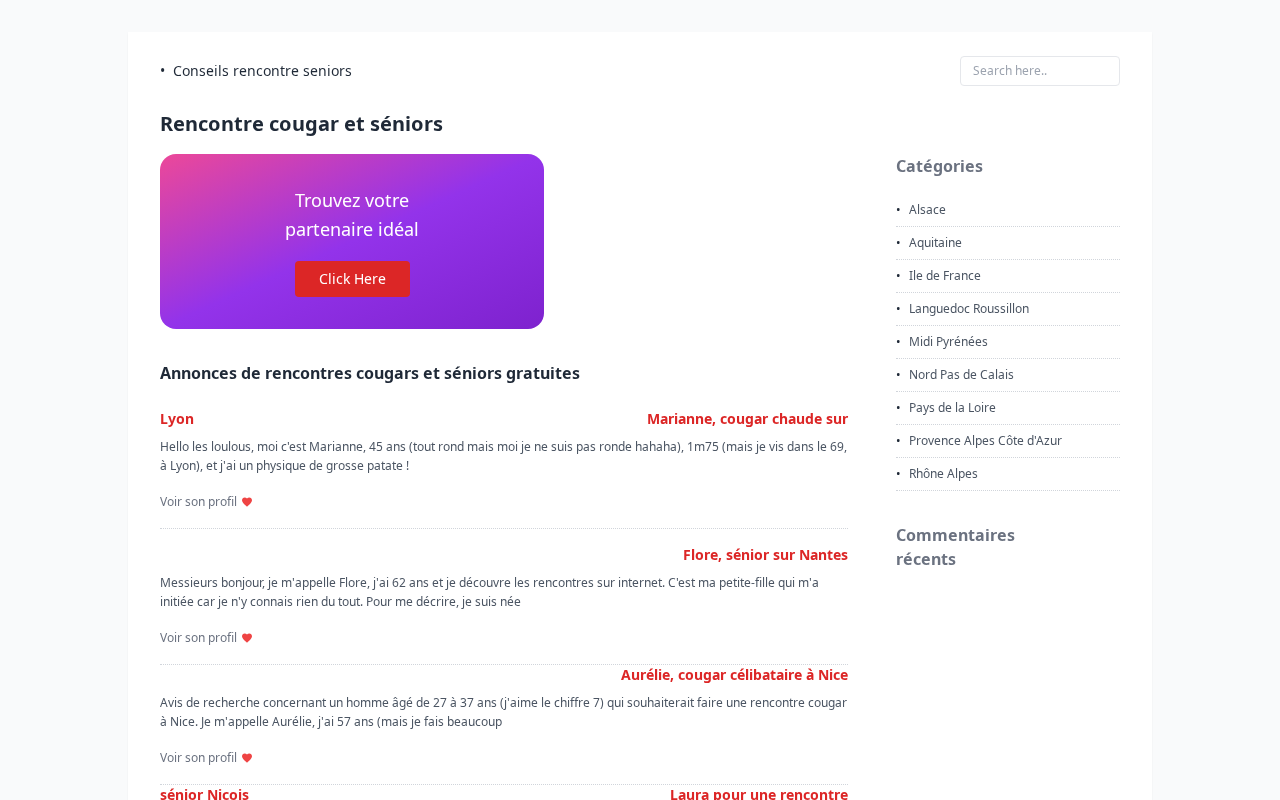 • Conseils rencontre seniors
Search here..
Rencontre cougar et séniors
Trouvez votre
partenaire idéal
Click Here
Annonces de rencontres cougars et séniors gratuites
Lyon Marianne, cougar chaude sur
Hello les loulous, moi c'est Marianne, 45 ans (tout rond mais moi je ne suis pas ronde hahaha), 1m75 (mais je vis dans le 69,
à Lyon), et j'ai un physique de grosse patate !
Voir son profil
Flore, sénior sur Nantes
Messieurs bonjour, je m'appelle Flore, j'ai 62 ans et je découvre les rencontres sur internet. C'est ma petite-fille qui m'a
initiée car je n'y connais rien du tout. Pour me décrire, je suis née
Voir son profil
Aurélie, cougar célibataire à Nice
Avis de recherche concernant un homme âgé de 27 à 37 ans (j'aime le chiffre 7) qui souhaiterait faire une rencontre cougar
à Nice. Je m'appelle Aurélie, j'ai 57 ans (mais je fais beaucoup
Voir son profil
sénior Niçois Laura pour une rencontre
Catégories
• Alsace
• Aquitaine
• Ile de France
• Languedoc Roussillon
• Midi Pyrénées
• Nord Pas de Calais
• Pays de la Loire
• Provence Alpes Côte d'Azur
• Rhône Alpes
Commentaires
récents